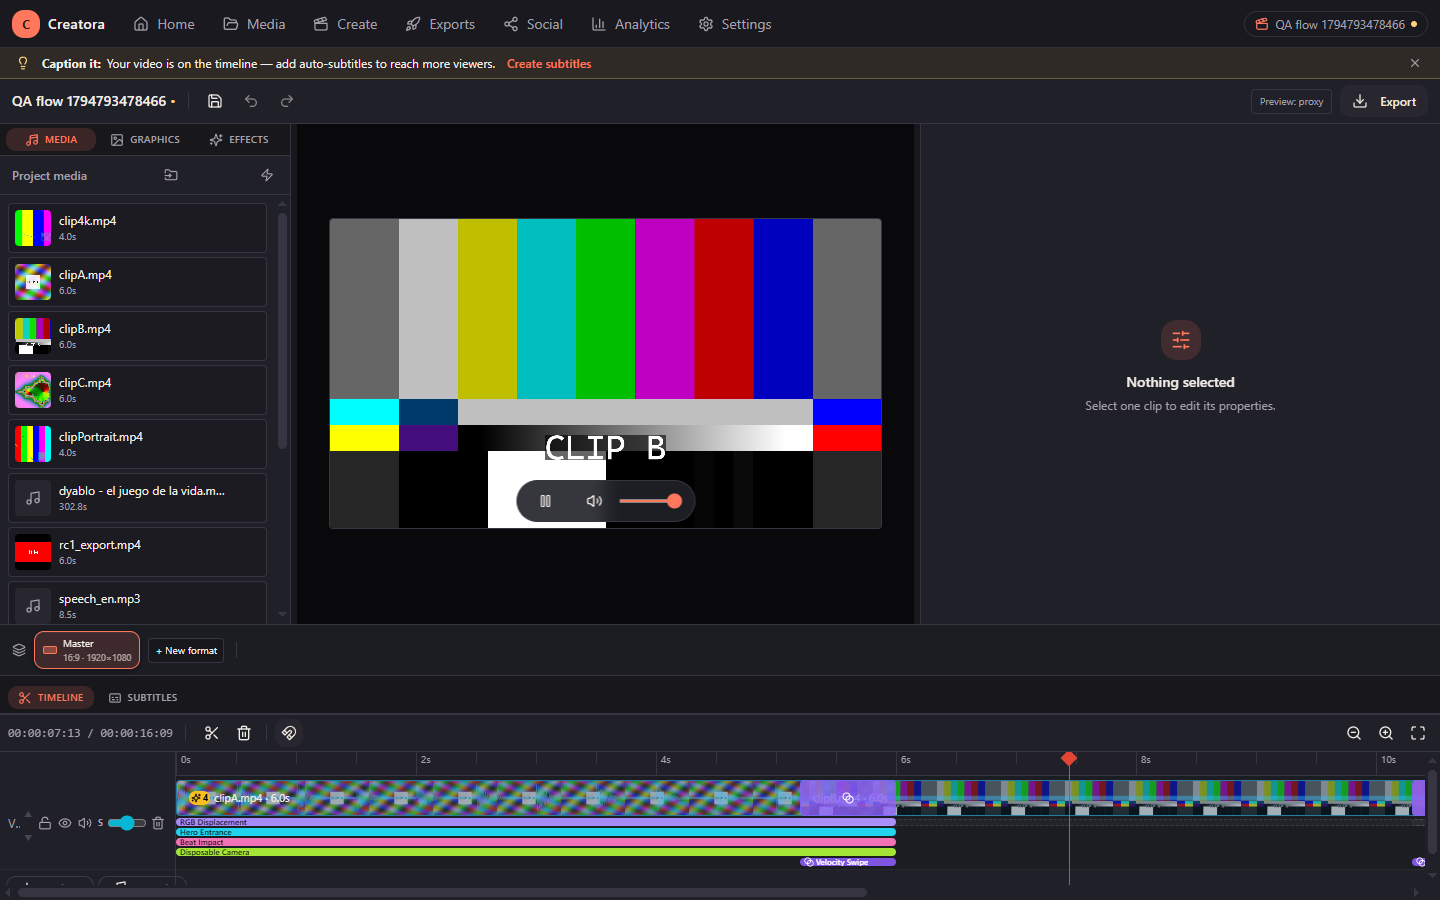 C Creatora Home Media Create Exports Social Analytics Settings QA flow 1794793478466
Caption it: Your video is on the timeline — add auto-subtitles to reach more viewers. Create subtitles
QA flow 1794793478466 Preview: proxy Export
MEDIA GRAPHICS EFFECTS
Project media
clip4k.mp4
4.0s
clipA.mp4
6.0s
clipB.mp4
6.0s
clipC.mp4
6.0s
clipPortrait.mp4
4.0s
dyablo - el juego de la vida.m...
302.8s
rc1_export.mp4
6.0s
speech_en.mp3
8.5s
CLIP B
Nothing selected
Select one clip to edit its properties.
Master
16:9 · 1920×1080
+ New format
TIMELINE SUBTITLES
00:00:07:13 / 00:00:16:09
0s 2s 4s 6s 8s 10s
4 clipA.mp4 · 6.0s
V.. S
RGB Displacement
Hero Entrance
Beat Impact
Disposable Camera
Velocity Swipe